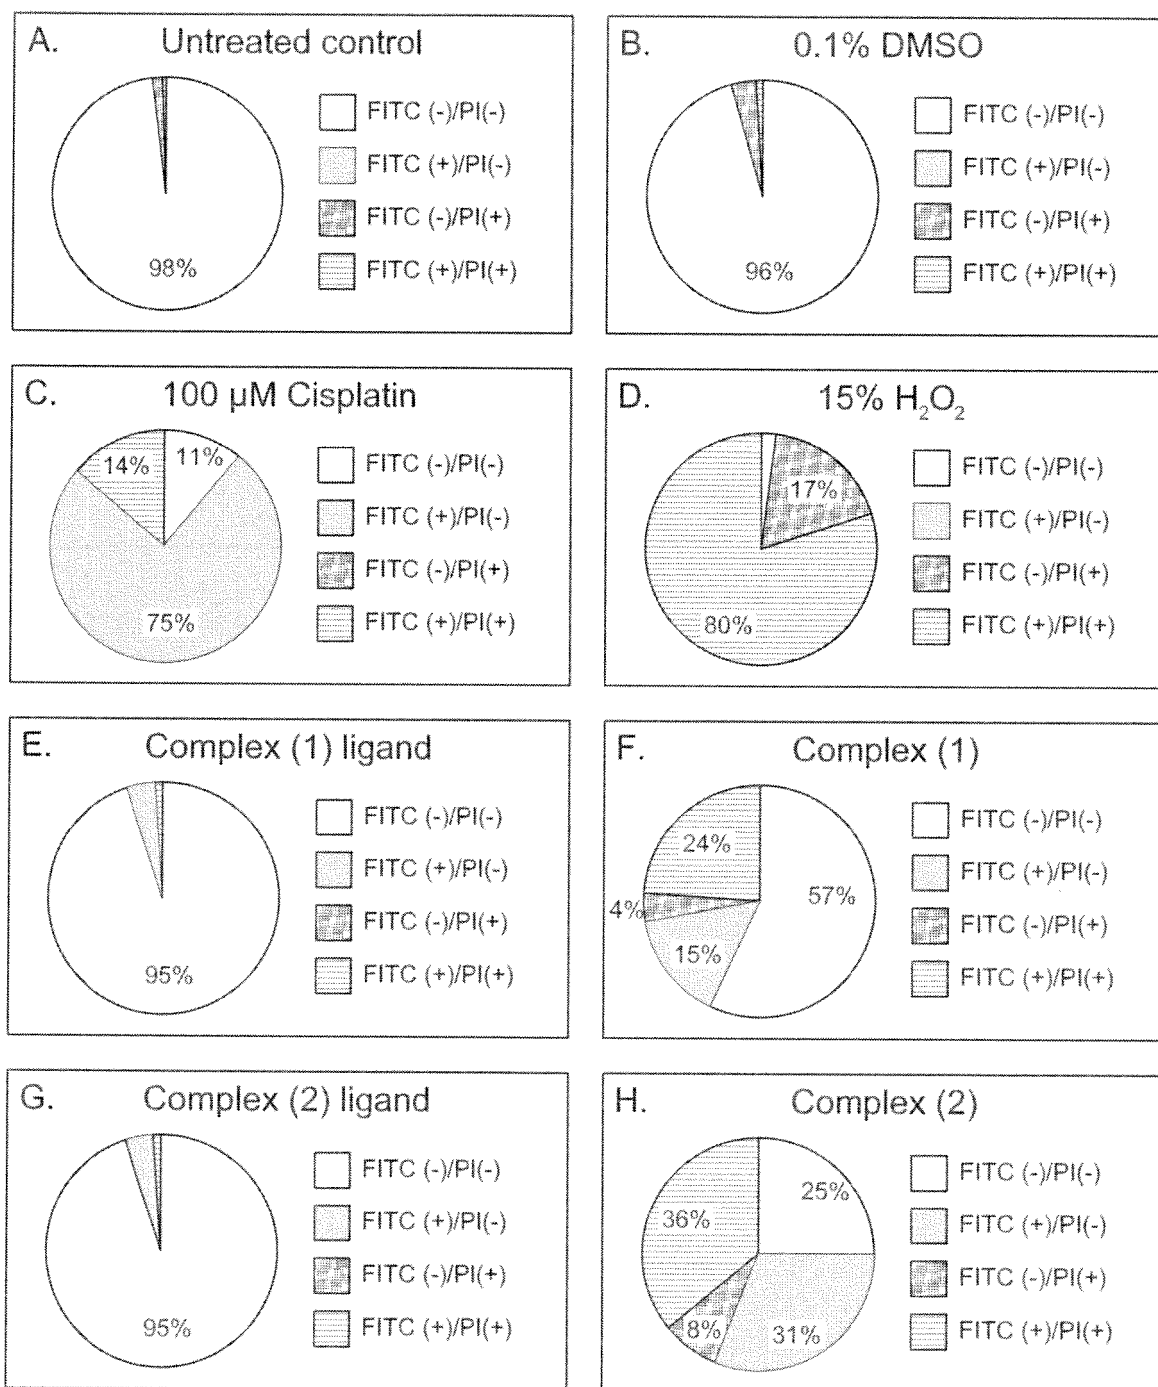 A. Untreated control
98%
FITC (-)/PI(-)
FITC (+)/PI(-)
FITC (-)/PI(+)
FITC (+)/PI(+)
B. 0.1% DMSO
96%
FITC (-)/PI(-)
FITC (+)/PI(-)
FITC (-)/PI(+)
FITC (+)/PI(+)
C. 100 µM Cisplatin
14% 11%
75%
FITC (-)/PI(-)
FITC (+)/PI(-)
FITC (-)/PI(+)
FITC (+)/PI(+)
D. 15% H₂O₂
17%
80%
FITC (-)/PI(-)
FITC (+)/PI(-)
FITC (-)/PI(+)
FITC (+)/PI(+)
E. Complex (1) ligand
95%
FITC (-)/PI(-)
FITC (+)/PI(-)
FITC (-)/PI(+)
FITC (+)/PI(+)
F. Complex (1)
24%
57%
4%
15%
FITC (-)/PI(-)
FITC (+)/PI(-)
FITC (-)/PI(+)
FITC (+)/PI(+)
G. Complex (2) ligand
95%
FITC (-)/PI(-)
FITC (+)/PI(-)
FITC (-)/PI(+)
FITC (+)/PI(+)
H. Complex (2)
25%
36%
8%
31%
FITC (-)/PI(-)
FITC (+)/PI(-)
FITC (-)/PI(+)
FITC (+)/PI(+)